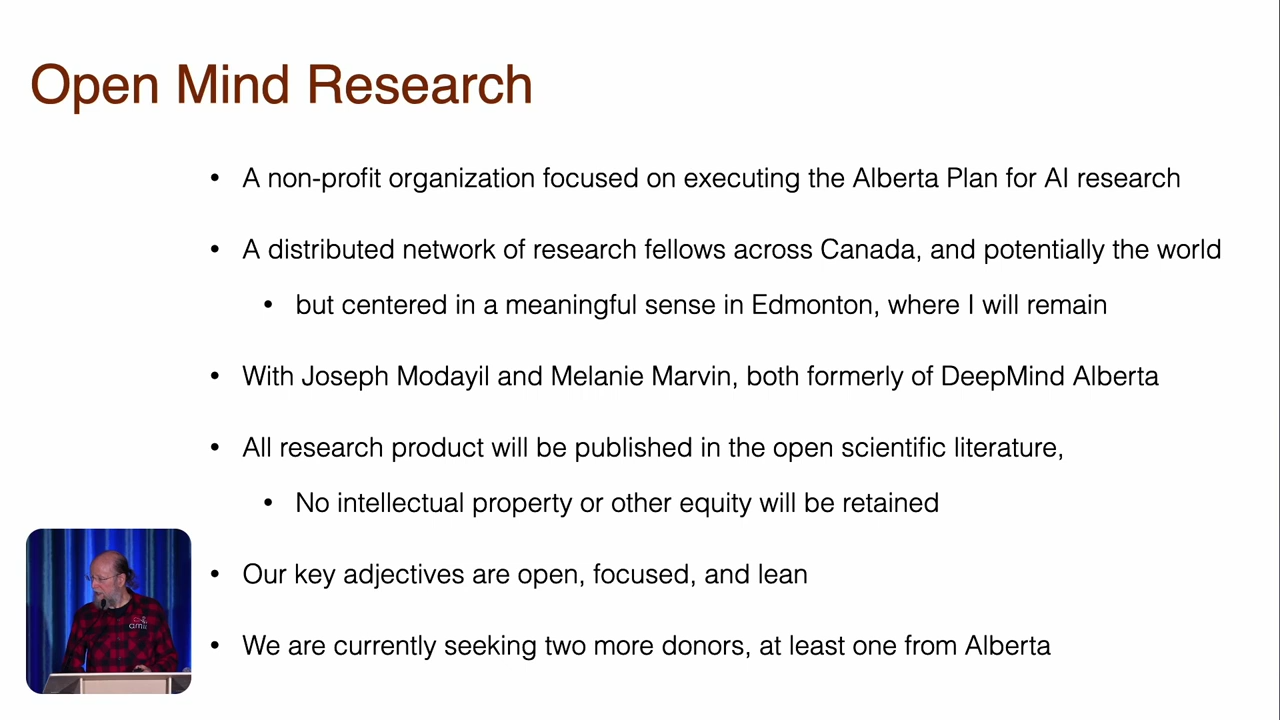 Open Mind Research
• A non-profit organization focused on executing the Alberta Plan for AI research
• A distributed network of research fellows across Canada, and potentially the world
• but centered in a meaningful sense in Edmonton, where I will remain
• With Joseph Modayil and Melanie Marvin, both formerly of DeepMind Alberta
• All research product will be published in the open scientific literature,
• No intellectual property or other equity will be retained
• Our key adjectives are open, focused, and lean
• We are currently seeking two more donors, at least one from Alberta
amii